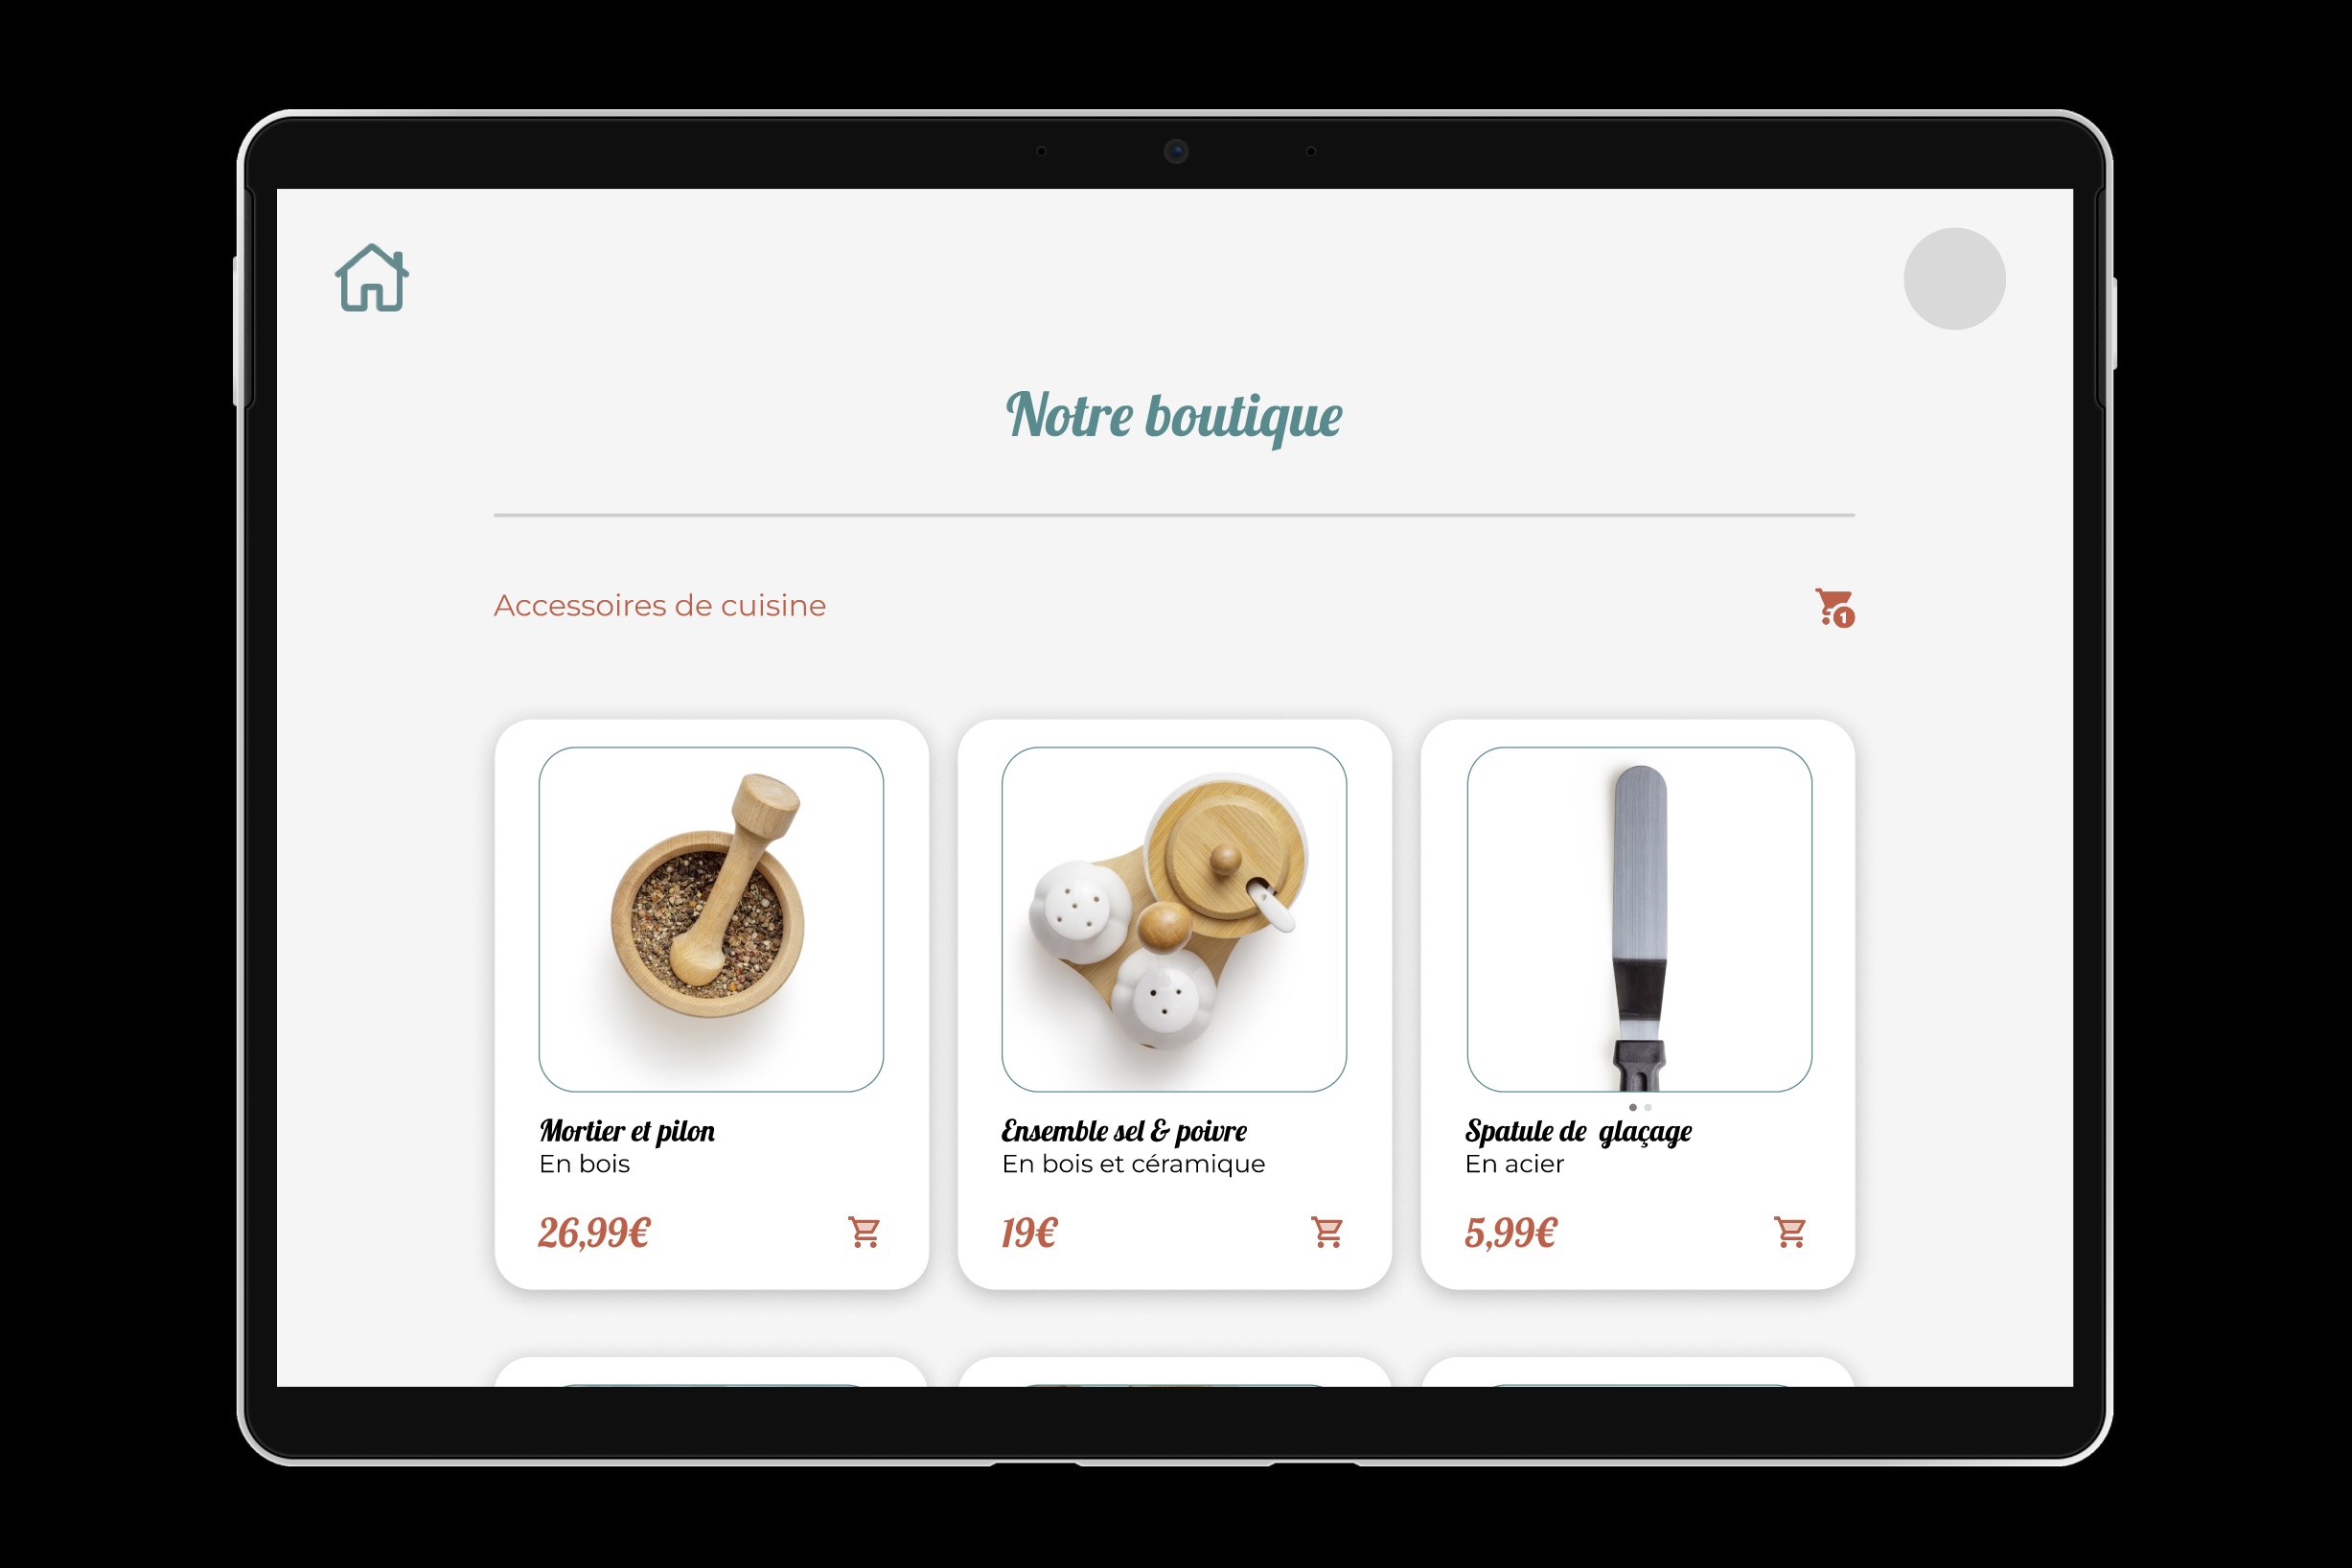 Notre boutique
Accessoires de cuisine
1
Mortier et pilon
En bois
26,99€
Ensemble sel & poivre
En bois et céramique
19€
Spatule de  glaçage
En acier
5,99€